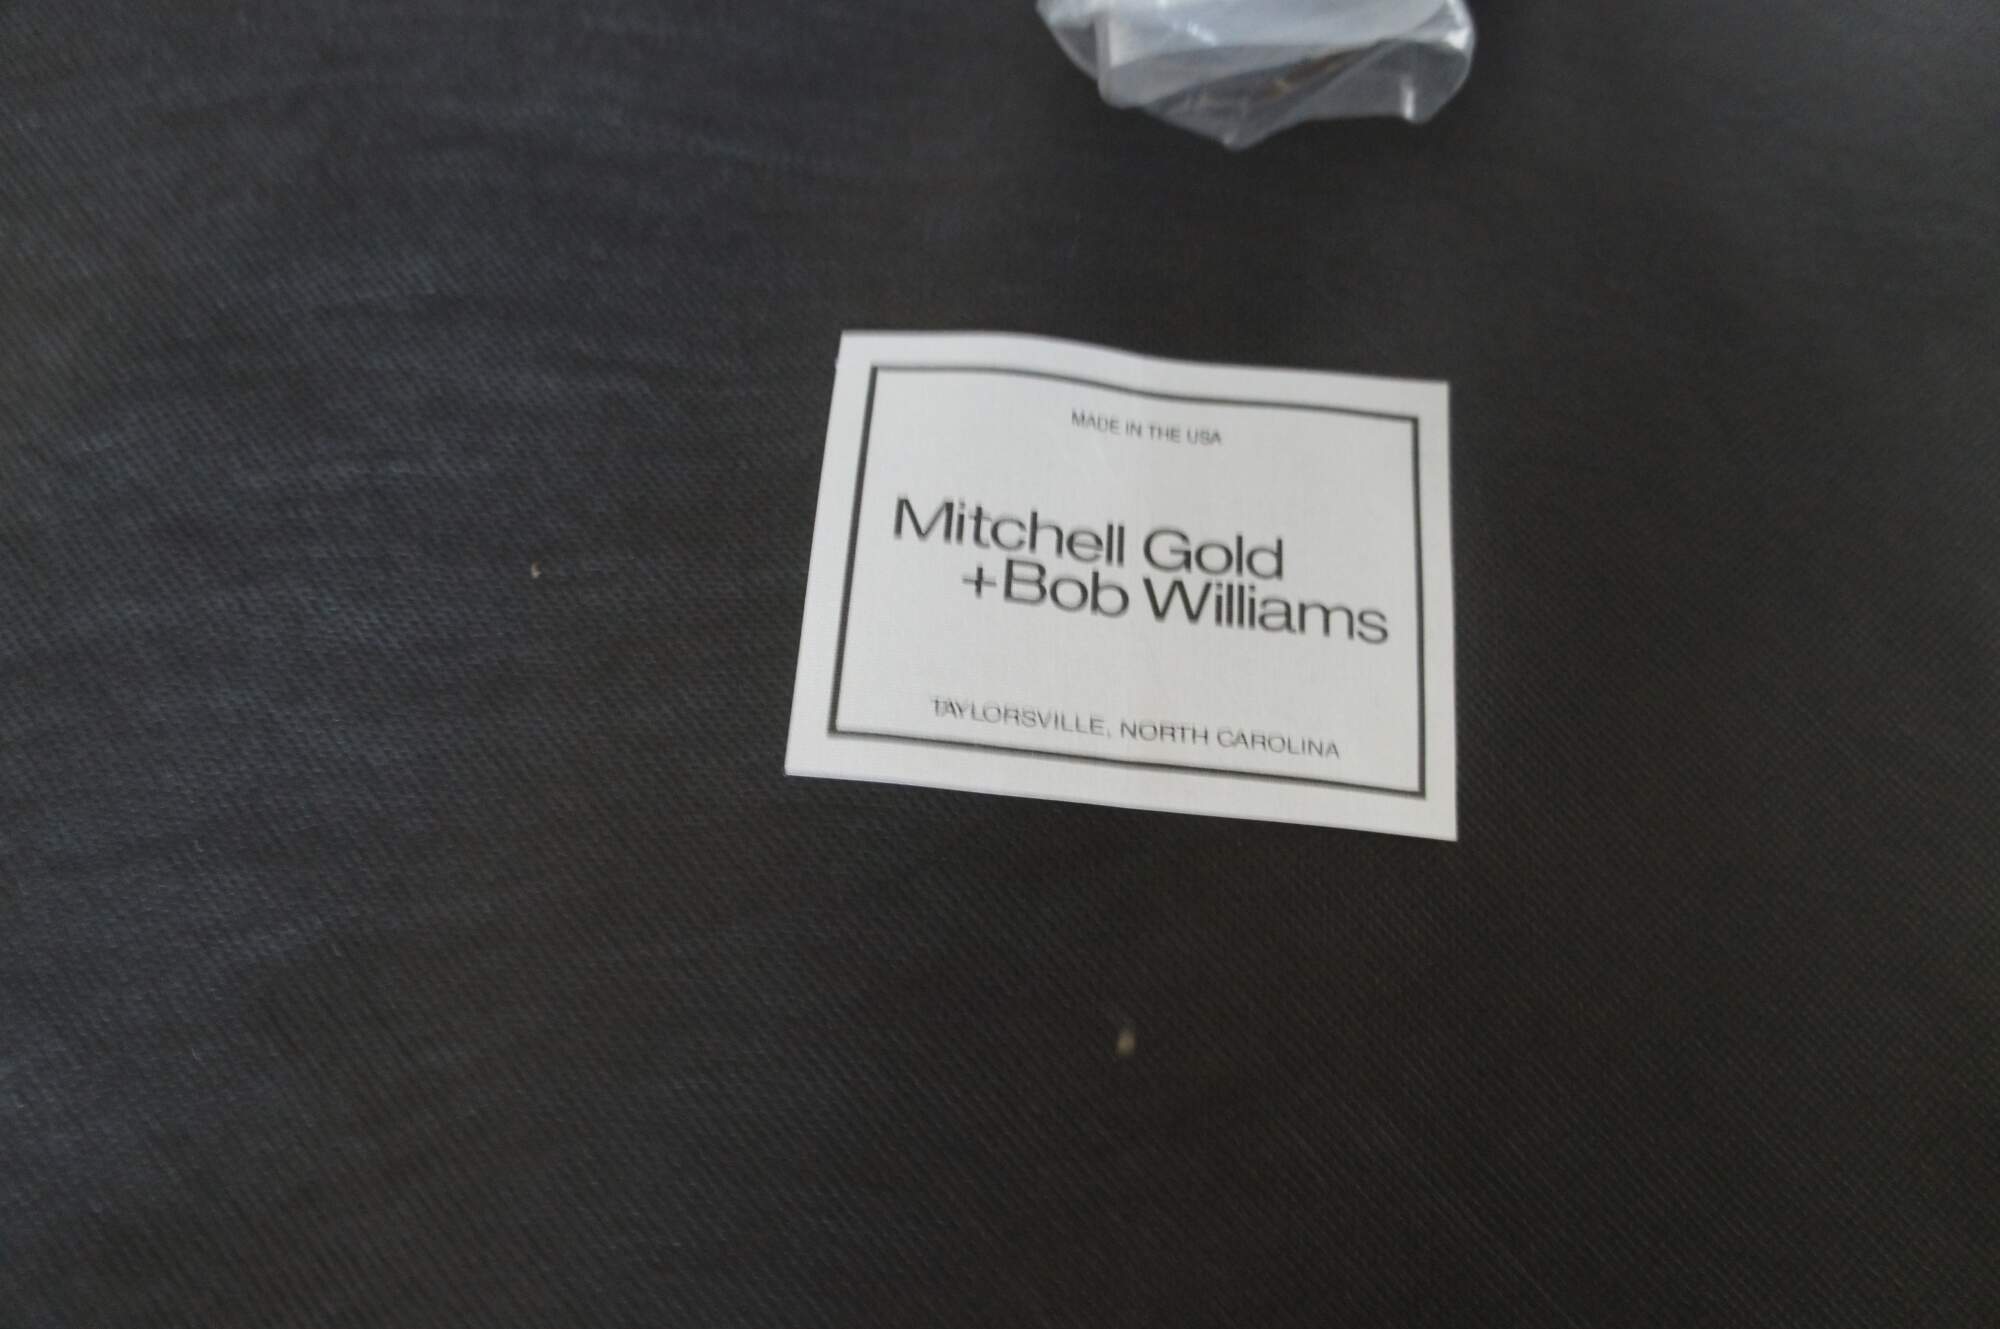 MADE IN THE USA
Mitchell Gold
+Bob Williams
TAYLORSVILLE, NORTH CAROLINA